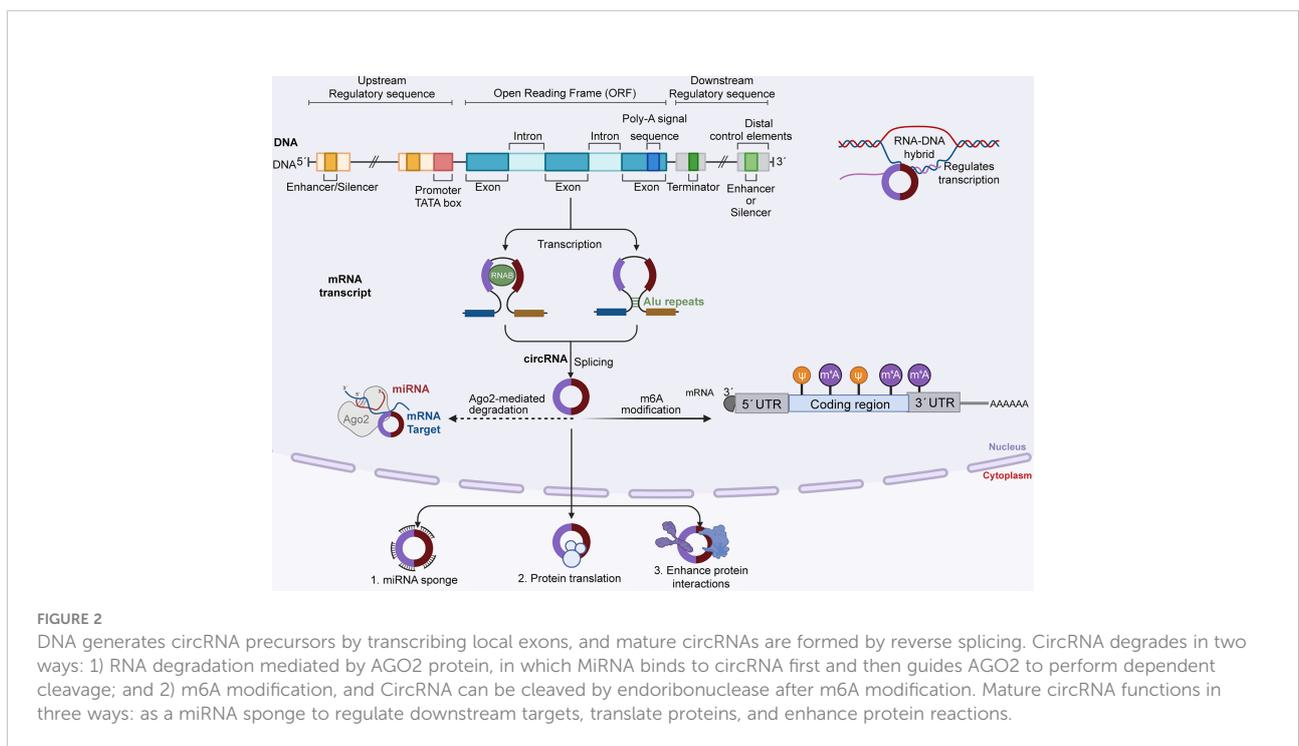 Upstream
Regulatory sequence
Open Reading Frame (ORF)
Downstream
Regulatory sequence
Intron
Intron
Poly-A signal
sequence
Distal
control elements
DNA
DNA5´
3´
Enhancer/Silencer
Promoter
TATA box
Exon
Exon
Exon
Terminator
Enhancer
or
Silencer
RNA-DNA
hybrid
Regulates
transcription
Transcription
mRNA
transcript
RNAB
Alu repeats
circRNA
Splicing
miRNA
mRNA
Target
Ago2
Ago2-mediated
degradation
m6A
modification
mRNA
3´
5´ UTR
Coding region
3´ UTR
AAAAAA
Ψ
m⁶A
Ψ
m⁶A
m⁶A
Nucleus
Cytoplasm
1. miRNA sponge
2. Protein translation
3. Enhance protein
interactions
FIGURE 2
DNA generates circRNA precursors by transcribing local exons, and mature circRNAs are formed by reverse splicing. CircRNA degrades in two
ways: 1) RNA degradation mediated by AGO2 protein, in which MiRNA binds to circRNA first and then guides AGO2 to perform dependent
cleavage; and 2) m6A modification, and CircRNA can be cleaved by endoribonuclease after m6A modification. Mature circRNA functions in
three ways: as a miRNA sponge to regulate downstream targets, translate proteins, and enhance protein reactions.